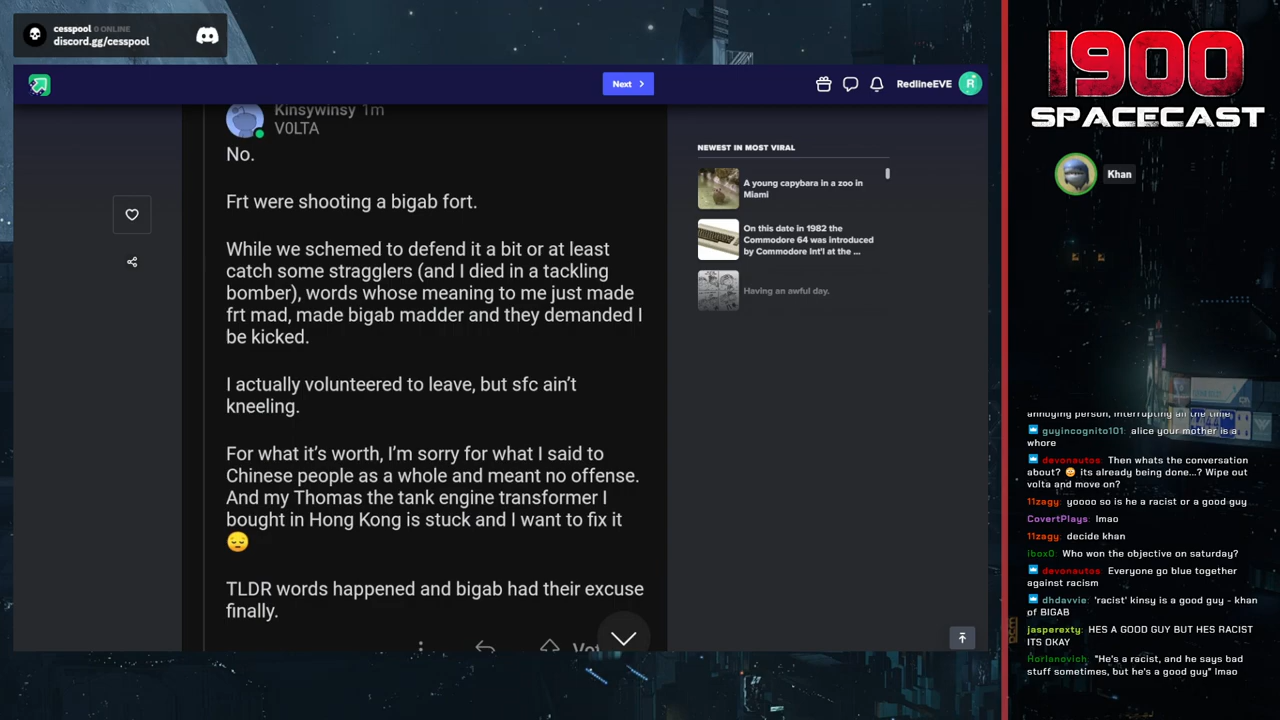 cesspool 0 ONLINE
discord.gg/cesspool
Next
RedlineEVE
R
Kinsywinsy 1m
V0LTA
No.
Frt were shooting a bigab fort.
While we schemed to defend it a bit or at least
catch some stragglers (and I died in a tackling
bomber), words whose meaning to me just made
frt mad, made bigab madder and they demanded I
be kicked.
I actually volunteered to leave, but sfc ain't
kneeling.
For what it's worth, I'm sorry for what I said to
Chinese people as a whole and meant no offense.
And my Thomas the tank engine transformer I
bought in Hong Kong is stuck and I want to fix it
😔
TLDR words happened and bigab had their excuse
finally.
NEWEST IN MOST VIRAL
A young capybara in a zoo in
Miami
On this date in 1982 the
Commodore 64 was introduced
by Commodore Int'l at the ...
Having an awful day.
1900
SPACECAST
Khan
annoying person, interrupting all the time
guyincognito101: alice your mother is a
whore
devonautos: Then whats the conversation
about? its already being done...? Wipe out
volta and move on?
11zagy: yoooo so is he a racist or a good guy
CovertPlays: lmao
11zagy: decide khan
ibox0: Who won the objective on saturday?
devonautos: Everyone go blue together
against racism
dhdavvie: 'racist' kinsy is a good guy - khan
of BIGAB
jasperexty: HES A GOOD GUY BUT HES RACIST
ITS OKAY
Horlanovich: "He's a racist, and he says bad
stuff sometimes, but he's a good guy" lmao